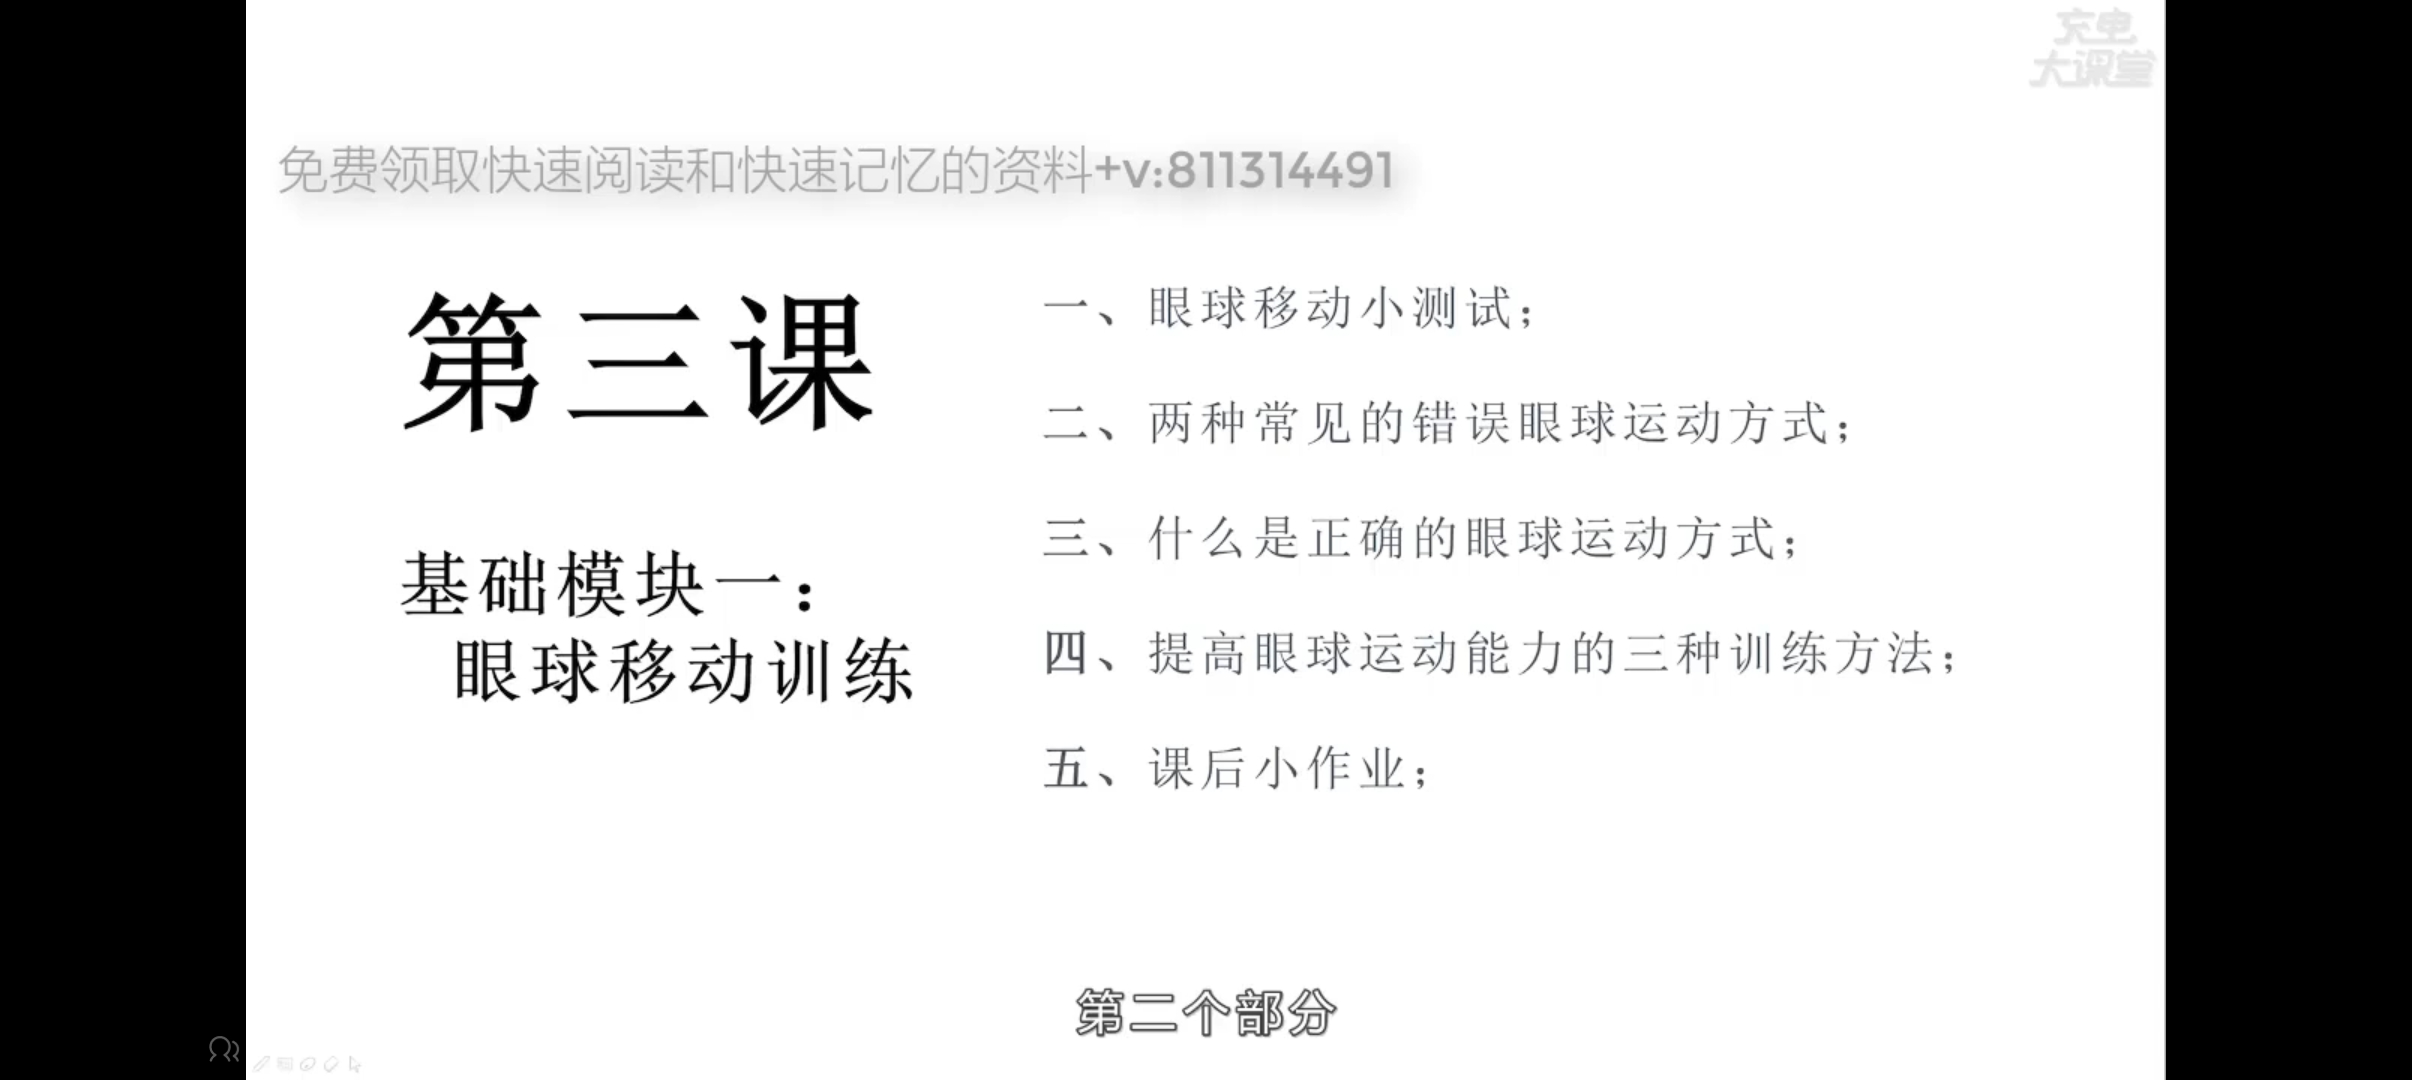 充电
大课堂
免费领取快速阅读和快速记忆的资料+v:811314491
第三课
基础模块一：
眼球移动训练
一、眼球移动小测试；
二、两种常见的错误眼球运动方式；
三、什么是正确的眼球运动方式；
四、提高眼球运动能力的三种训练方法；
五、课后小作业；
第二个部分